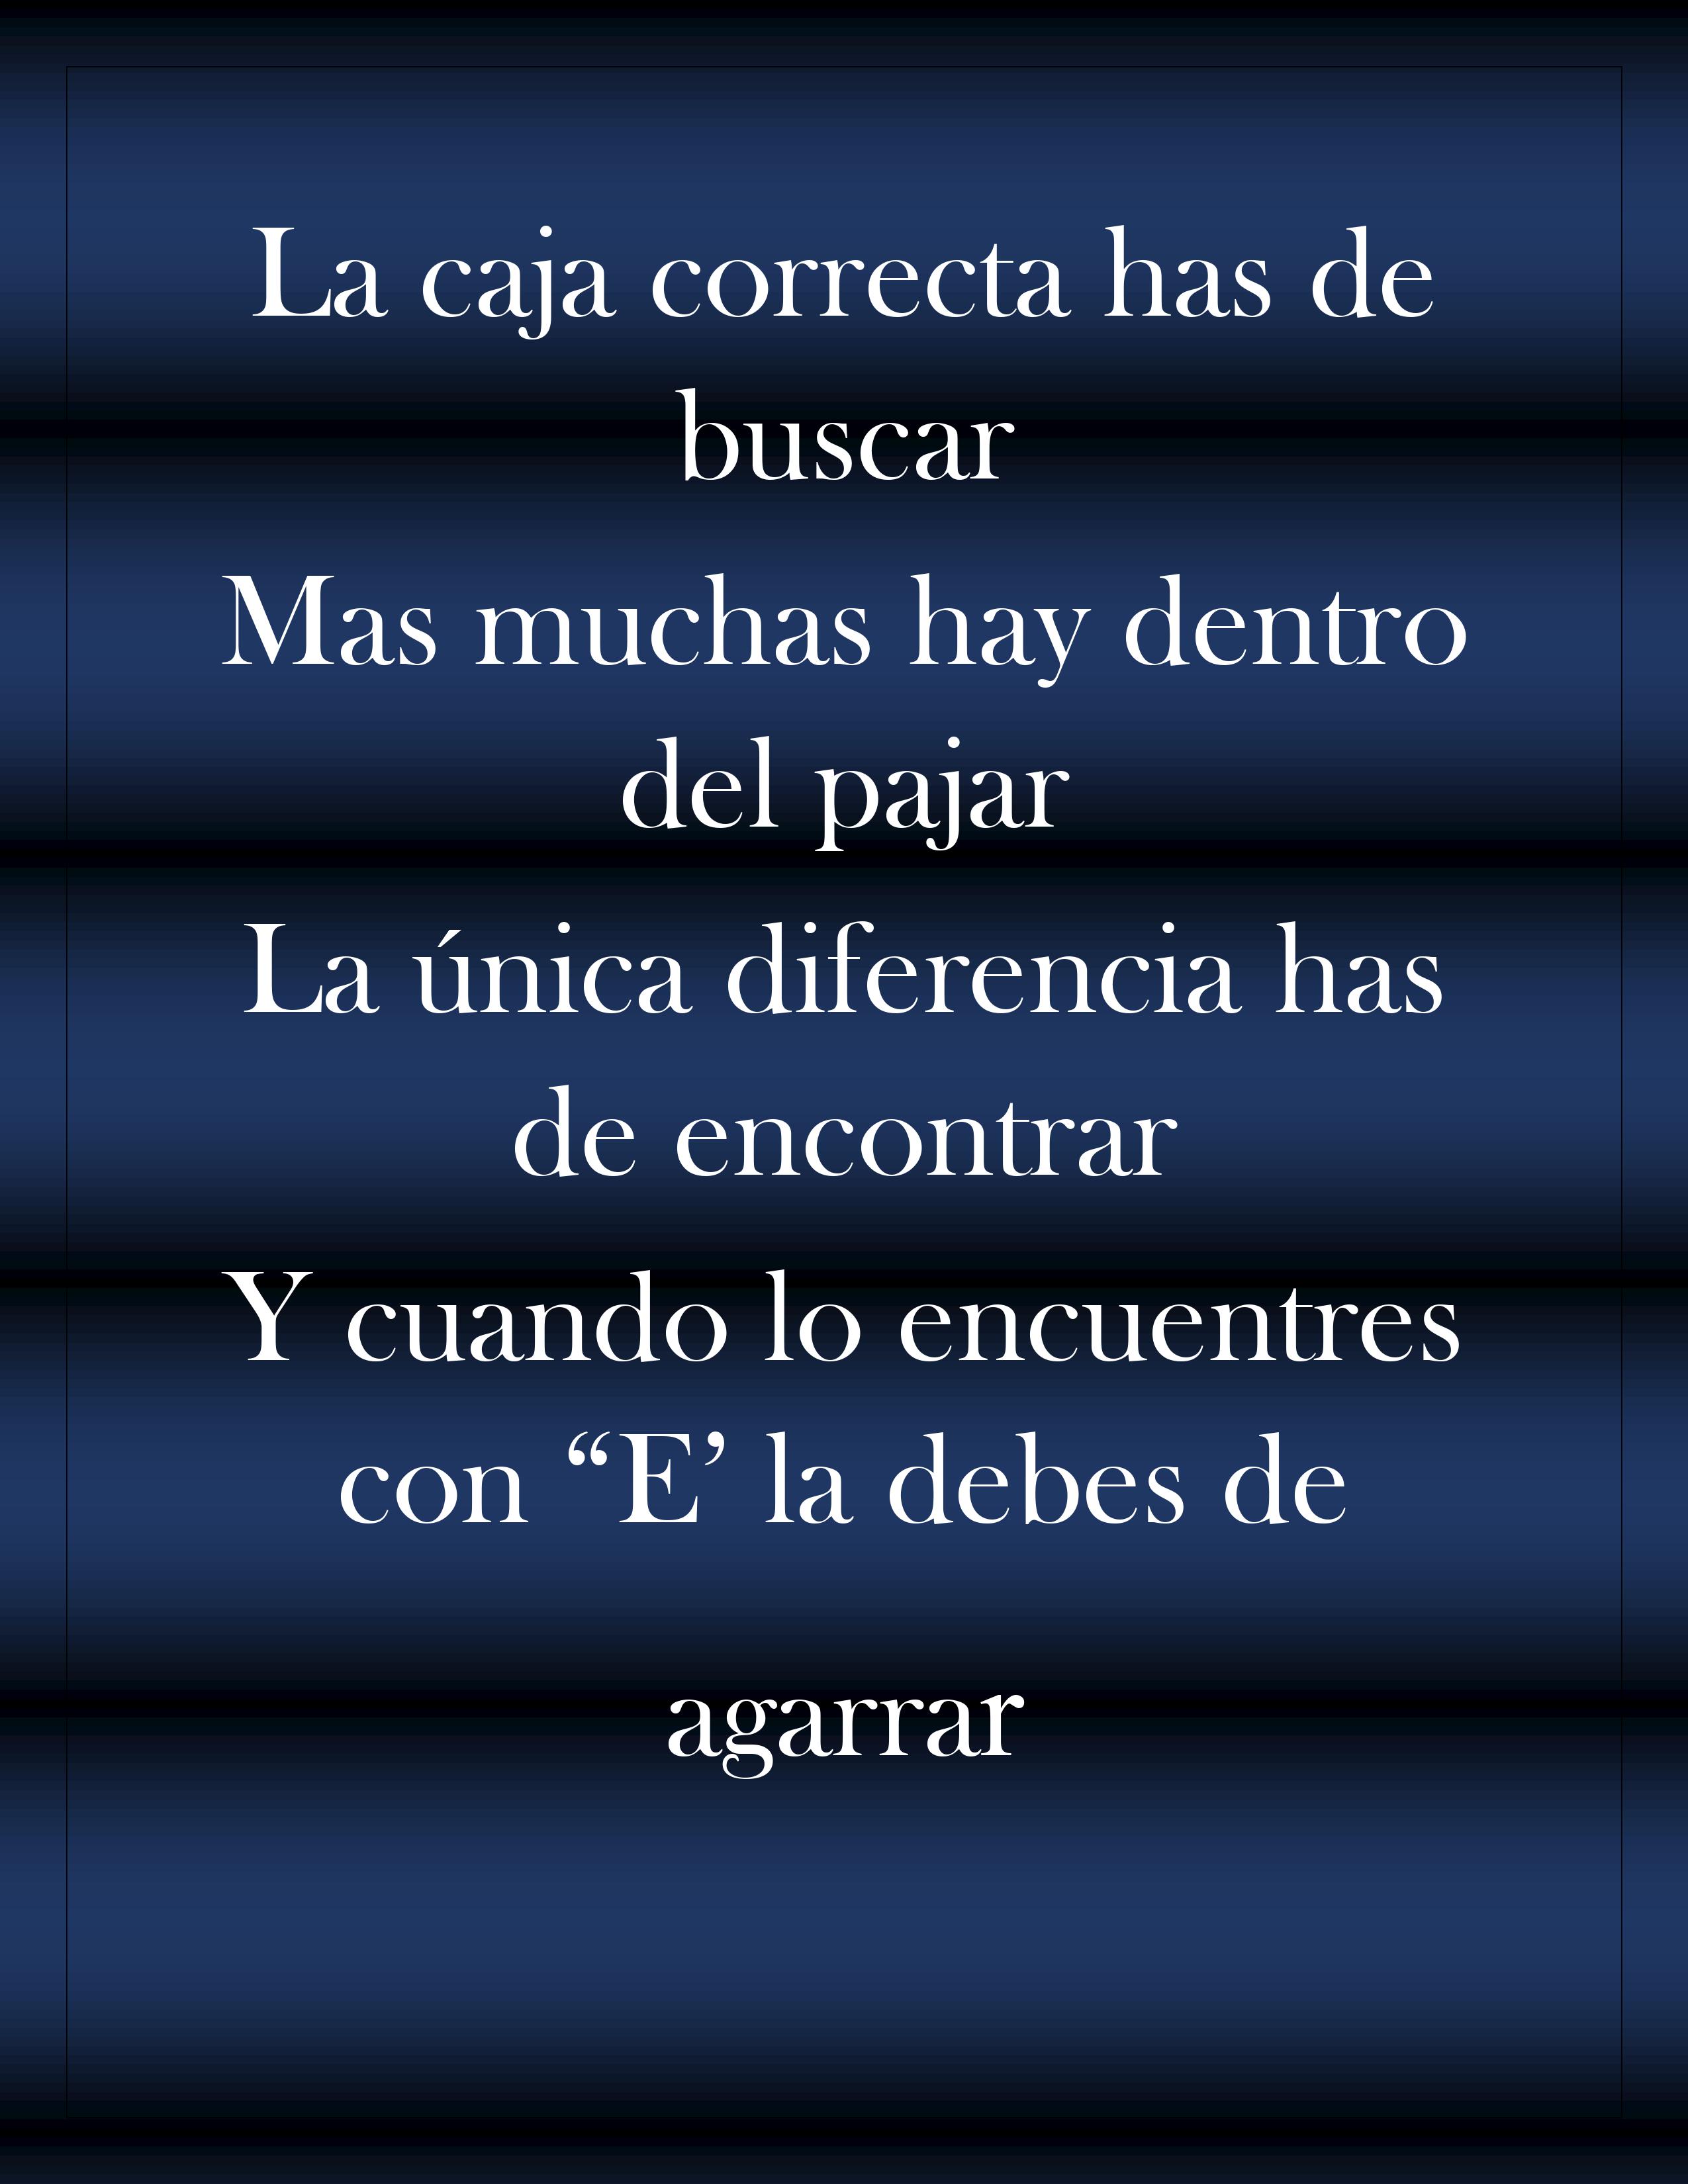 La caja correcta has de
buscar
Mas muchas hay dentro
del pajar
La única diferencia has
de encontrar
Y cuando lo encuentres
con “E’ la debes de
agarrar